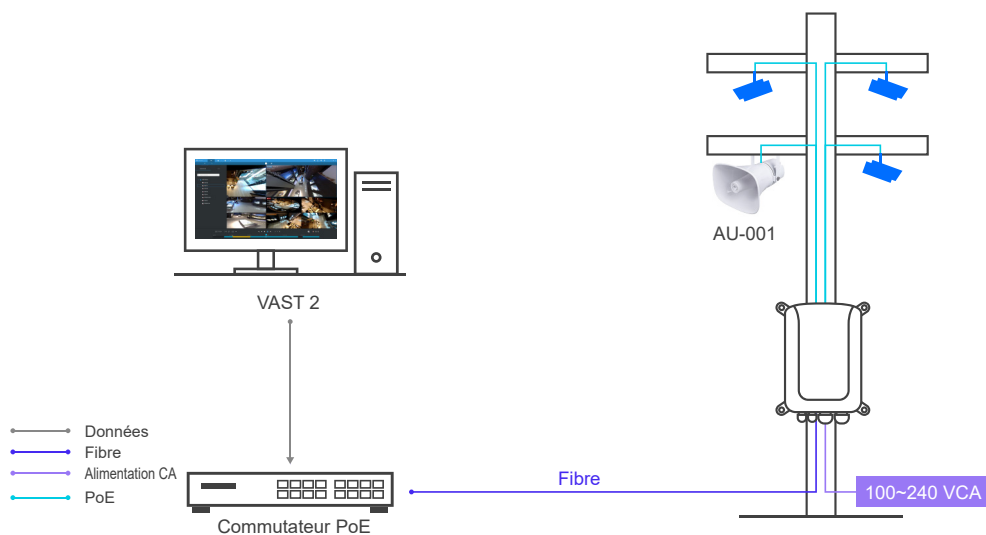 AU-001
VAST 2
Données
Fibre
Alimentation CA
PoE
Commutateur PoE
Fibre
100~240 VCA